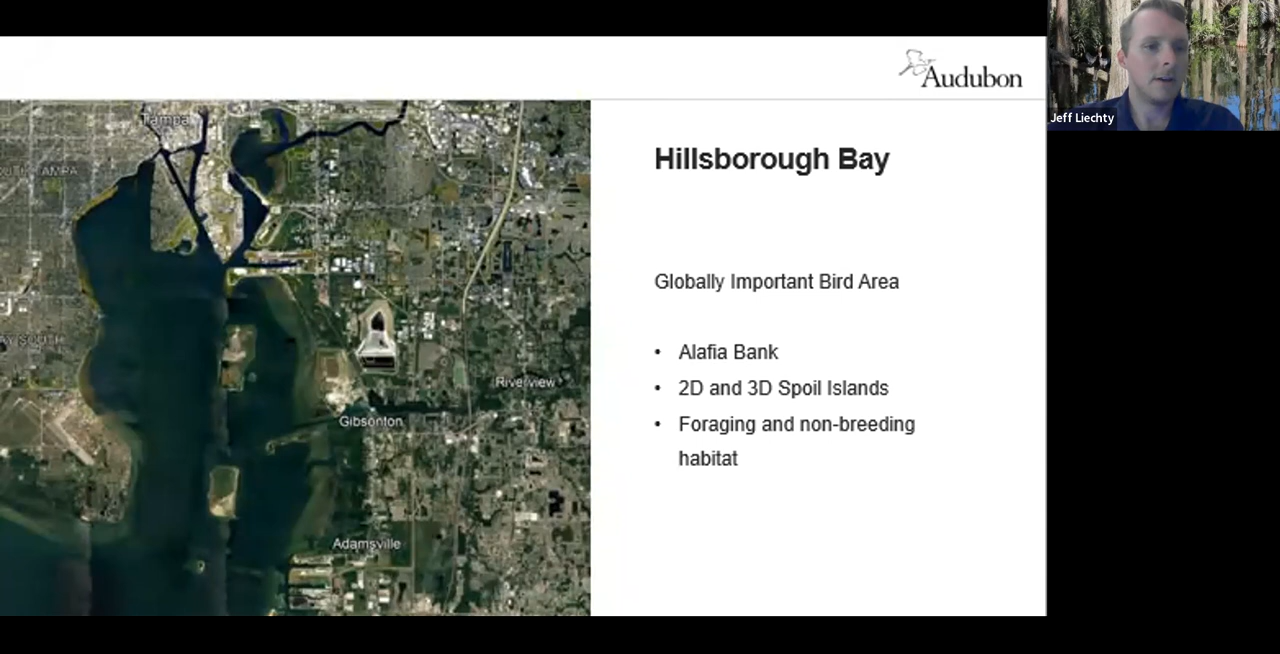 Audubon
Jeff Liechty
Tampa
Hillsborough Bay
Globally Important Bird Area
• Alafia Bank
• 2D and 3D Spoil Islands
• Foraging and non-breeding
habitat
Riverview
Gibsonton
Adamsville